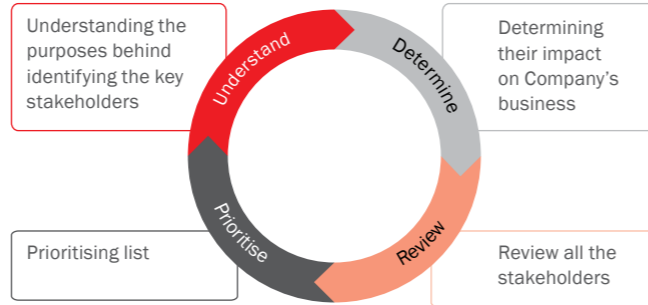 Understanding the
purposes behind
identifying the key
stakeholders
Understand
Determine
Determining
their impact
on Company's
business
Prioritising list
Prioritise
Review
Review all the
stakeholders